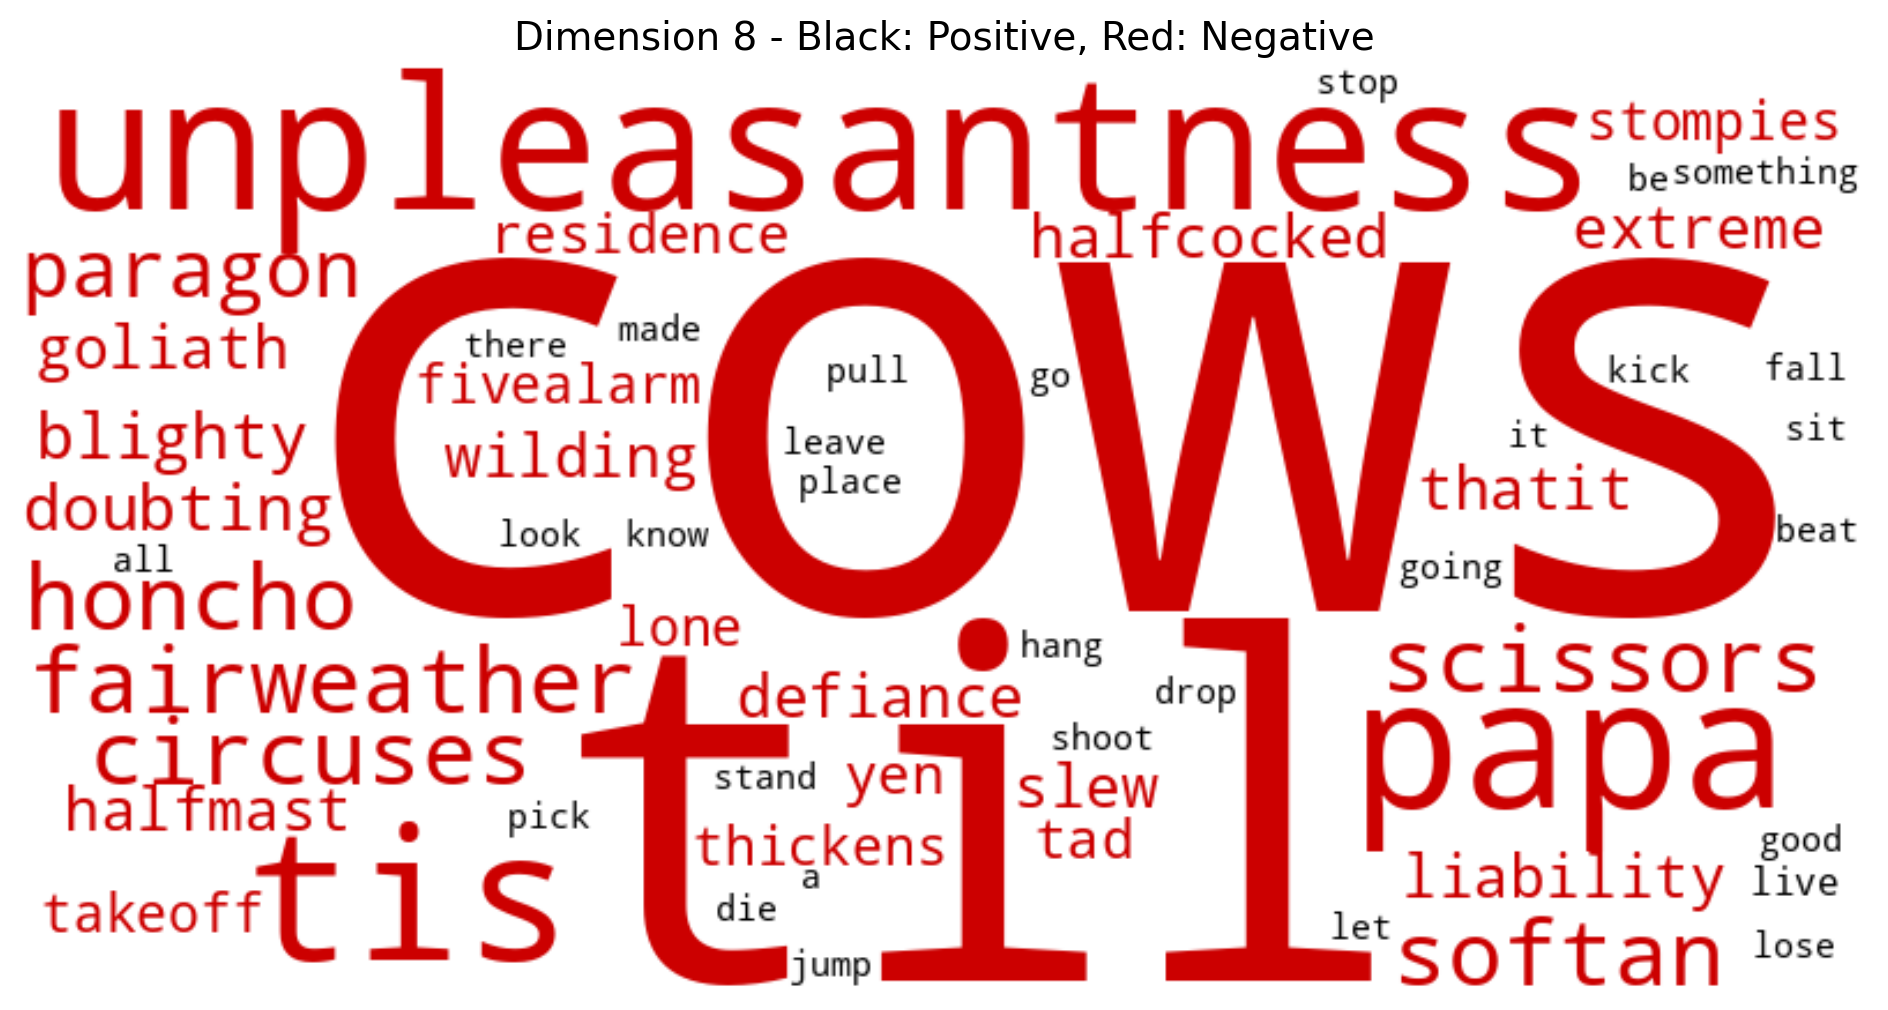 Dimension 8 - Black: Positive, Red: Negative
stop
unpleasantness
stompies
be something
residence
halfcocked
extreme
paragon
cows
goliath
there
made
fivealarm
pull
go
kick
fall
blighty
wilding
leave
place
it
sit
thatit
doubting
look
know
beat
all
going
honcho
lone
til
hang
fairweather
defiance
drop
scissors
papa
circuses
shoot
stand
yen
slew
halfmast
pick
tis
thickens
tad
good
a
liability
live
takeoff
die
let
softan
lose
jump